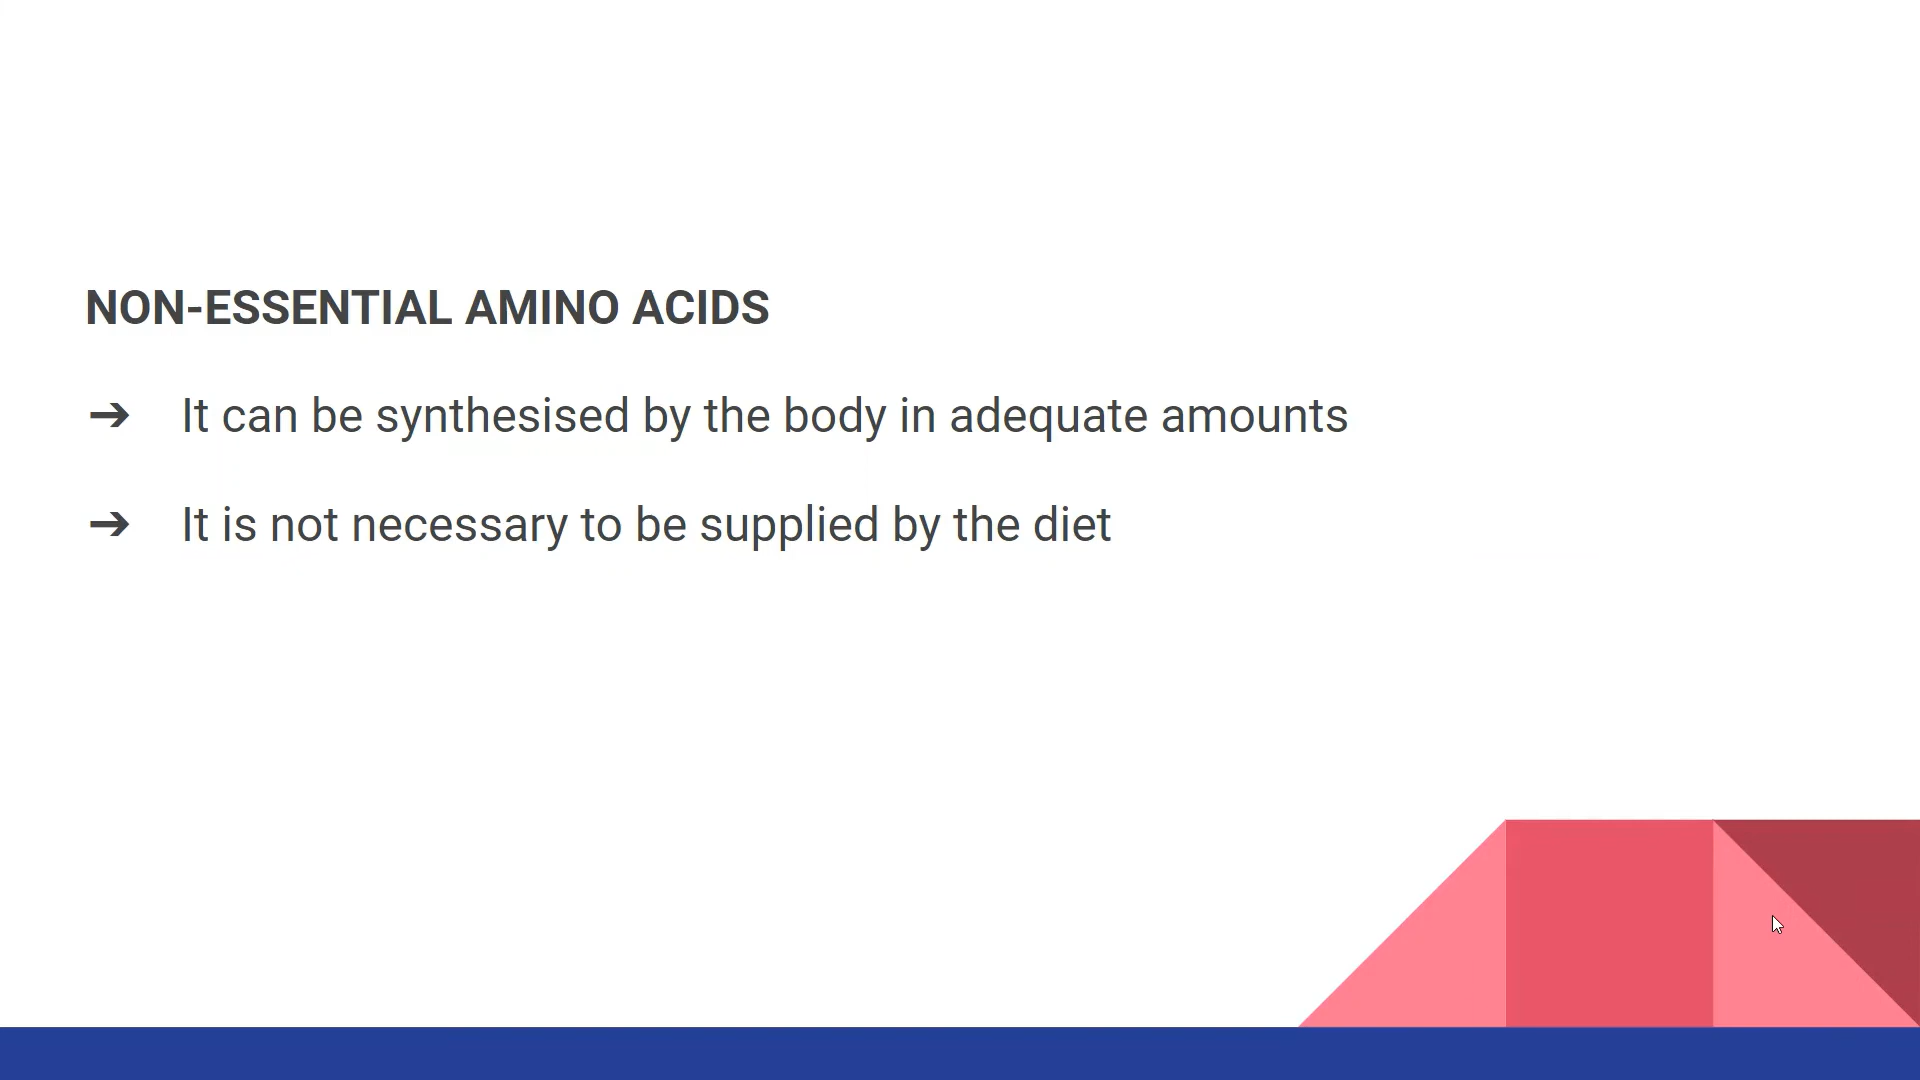 NON-ESSENTIAL AMINO ACIDS
➔ It can be synthesised by the body in adequate amounts
➔ It is not necessary to be supplied by the diet